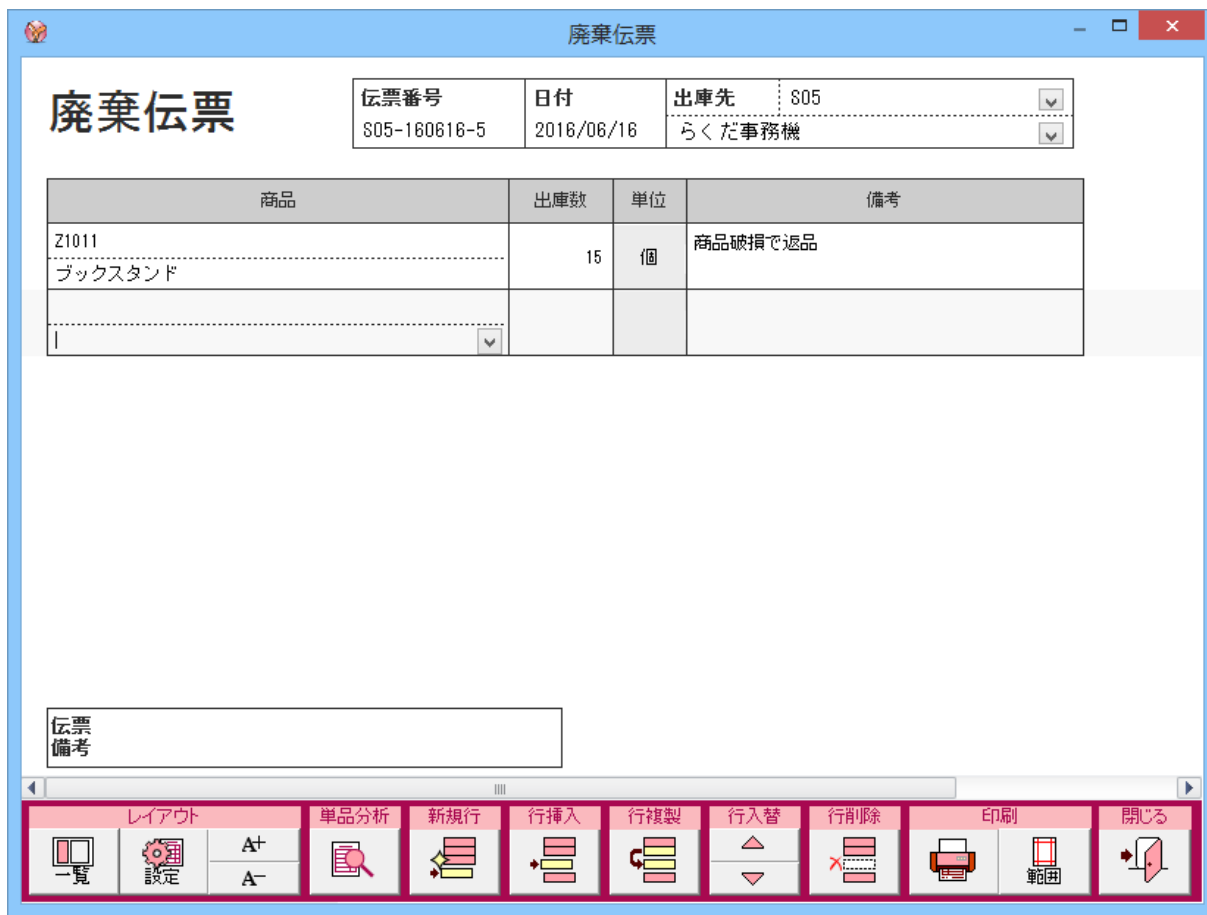 廃棄伝票
廃棄伝票
伝票番号 日付 出庫先 S05
S05-160616-5 2016/06/16 らくだ事務機
商品 出庫数 単位 備考
Z1011
15 個 商品破損で返品
ブックスタンド
伝票
備考
レイアウト 単品分析 新規行 行挿入 行複製 行入替 行削除 印刷 閉じる
一覧 設定 A+ 範囲
A-